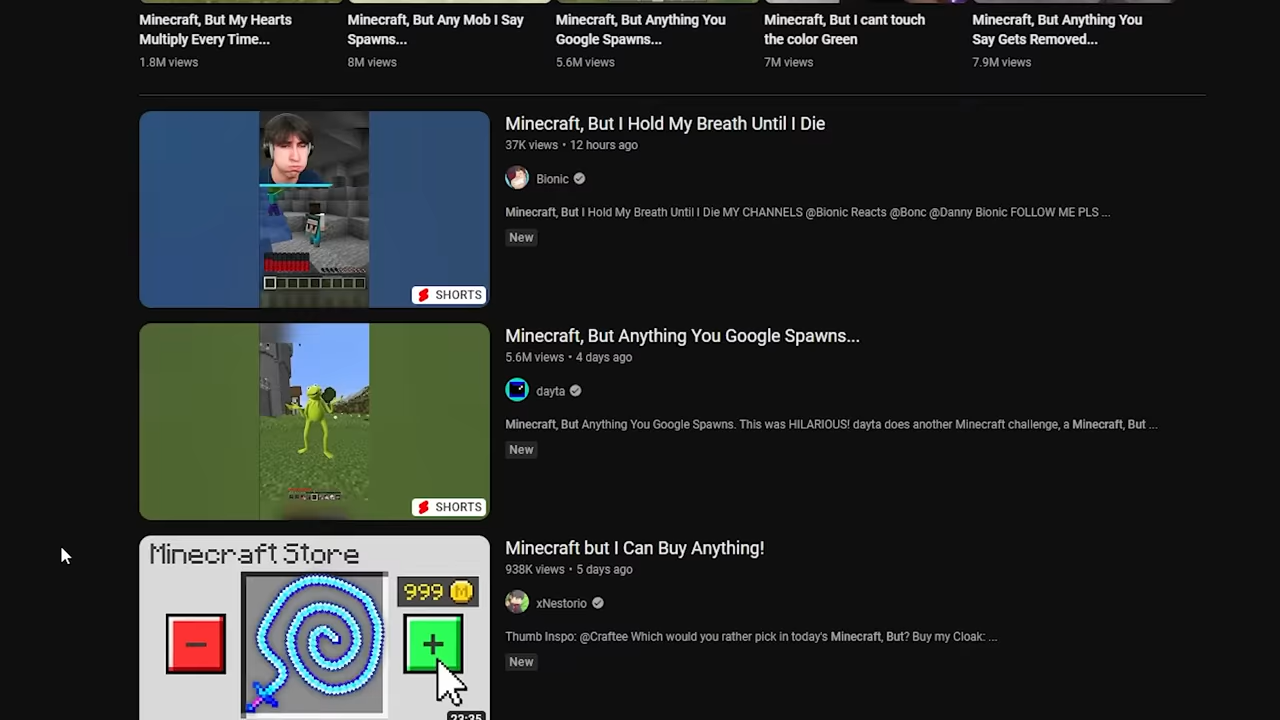 Minecraft, But My Hearts
Multiply Every Time...
1.8M views
Minecraft, But Any Mob I Say
Spawns...
8M views
Minecraft, But Anything You
Google Spawns...
5.6M views
Minecraft, But I cant touch
the color Green
7M views
Minecraft, But Anything You
Say Gets Removed...
7.9M views
SHORTS
Minecraft, But I Hold My Breath Until I Die
37K views • 12 hours ago
Bionic
Minecraft, But I Hold My Breath Until I Die MY CHANNELS @Bionic Reacts @Bonc @Danny Bionic FOLLOW ME PLS ...
New
SHORTS
Minecraft, But Anything You Google Spawns...
5.6M views • 4 days ago
dayta
Minecraft, But Anything You Google Spawns. This was HILARIOUS! dayta does another Minecraft challenge, a Minecraft, But ...
New
Minecraft Store
999
23:35
Minecraft but I Can Buy Anything!
938K views • 5 days ago
xNestorio
Thumb Inspo: @Craftee Which would you rather pick in today's Minecraft, But? Buy my Cloak: ...
New